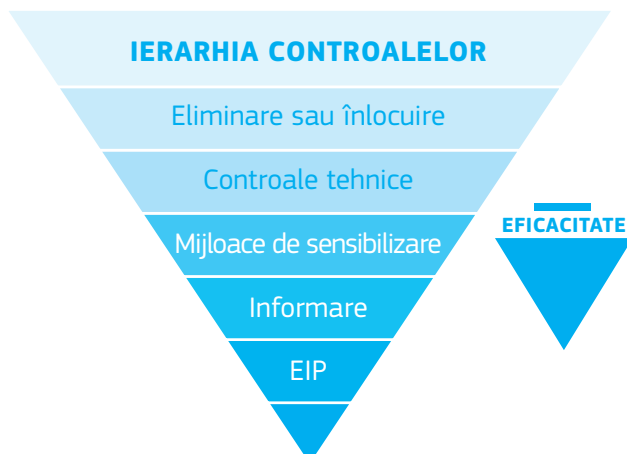 IERARHIA CONTROALELOR
Eliminare sau înlocuire
Controale tehnice
Mijloace de sensibilizare
EFICACITATE
Informare
EIP